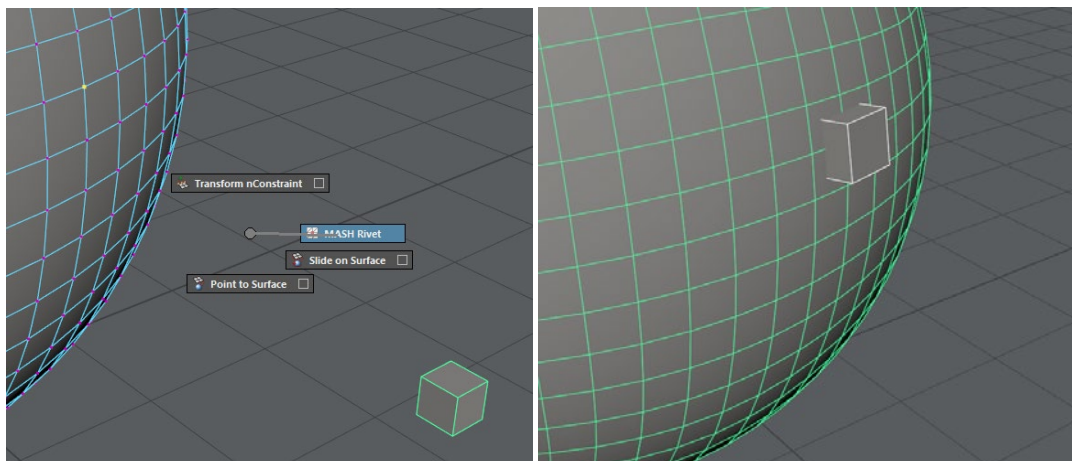 Transform nConstraint
MASH Rivet
Slide on Surface
Point to Surface